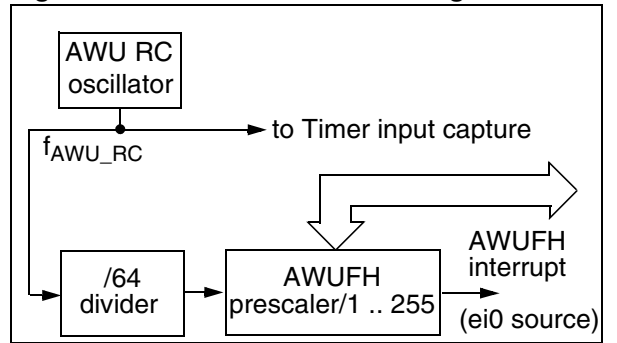 AWU RC
oscillator
to Timer input capture
fAWU_RC
/64
divider
AWUFH
prescaler/1 .. 255
AWUFH
interrupt
(ei0 source)